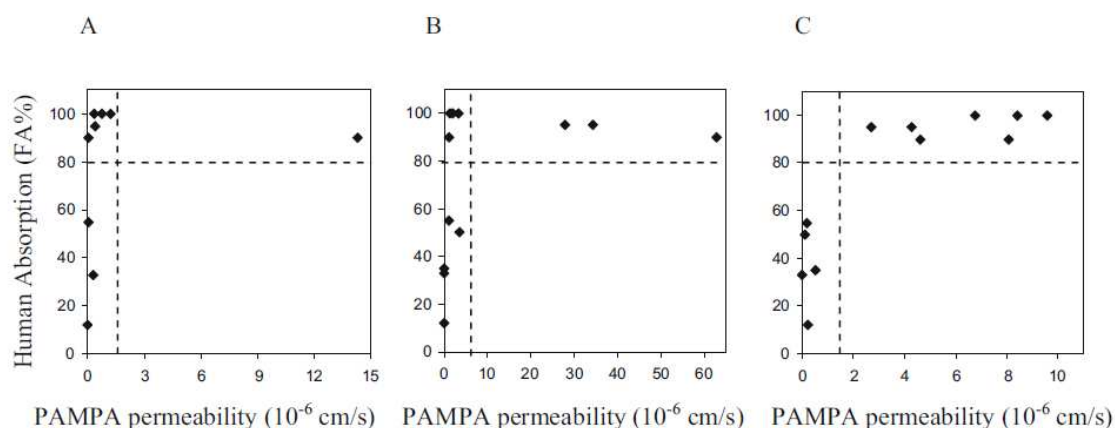 A B C
Human Absorption (FA%)
100 100 100
80 80 80
60 60 60
40 40 40
20 20 20
0 0 0
0 3 6 9 12 15 0 10 20 30 40 50 60 0 2 4 6 8 10
PAMPA permeability (10⁻⁶ cm/s) PAMPA permeability (10⁻⁶ cm/s) PAMPA permeability (10⁻⁶ cm/s)